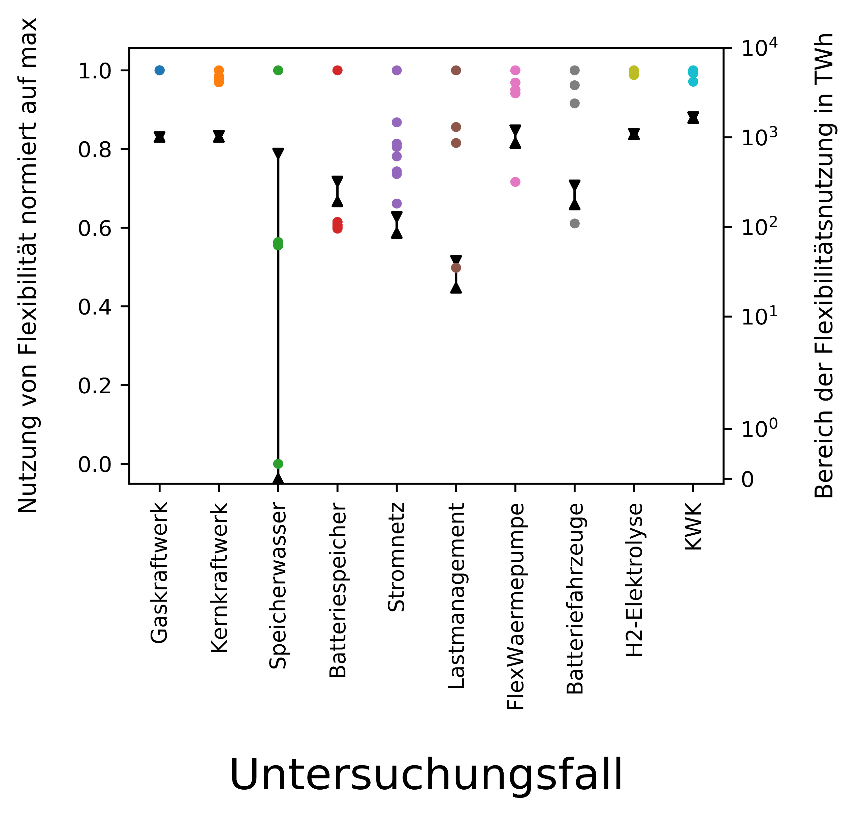 Nutzung von Flexibilität normiert auf max
1.0
0.8
0.6
0.4
0.2
0.0
10⁴
10³
10²
10¹
10⁰
0
Bereich der Flexibilitätsnutzung in TWh
Gaskraftwerk
Kernkraftwerk
Speicherwasser
Batteriespeicher
Stromnetz
Lastmanagement
FlexWaermepumpe
Batteriefahrzeuge
H2-Elektrolyse
KWK
Untersuchungsfall